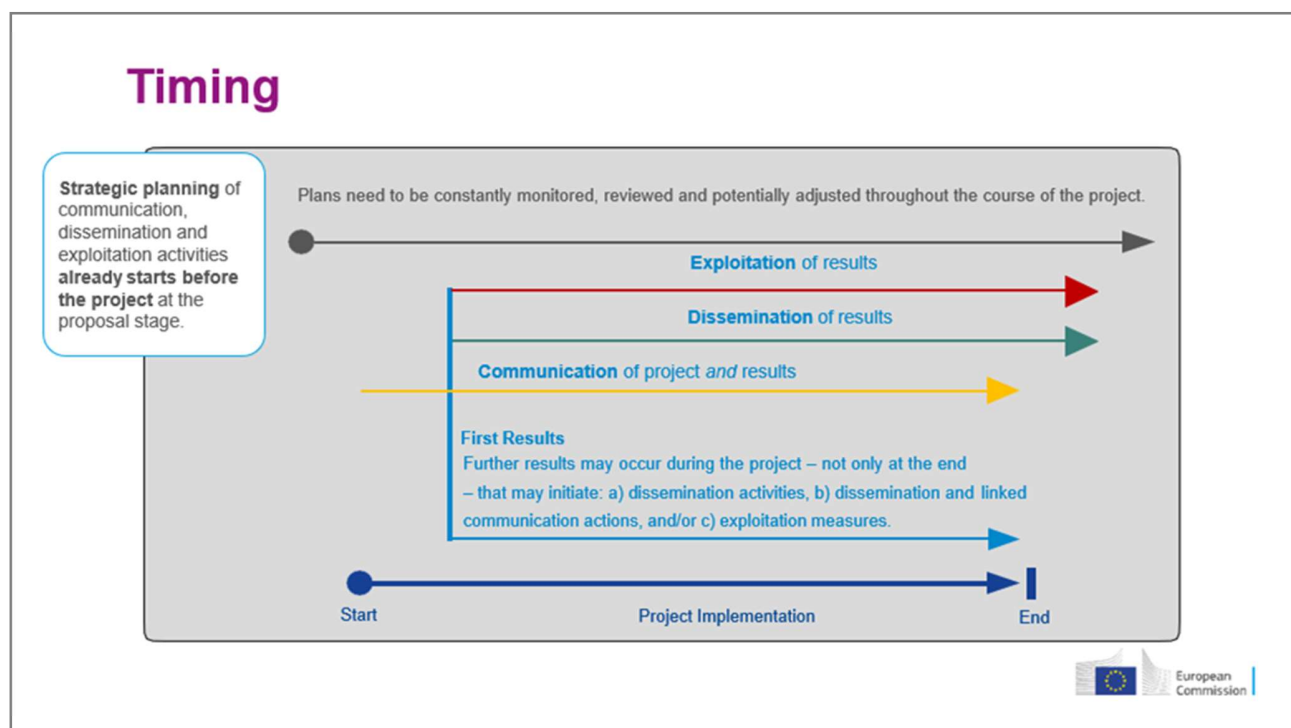 Timing
Strategic planning of
communication,
dissemination and
exploitation activities
already starts before
the project at the
proposal stage.
Plans need to be constantly monitored, reviewed and potentially adjusted throughout the course of the project.
Exploitation of results
Dissemination of results
Communication of project and results
First Results
Further results may occur during the project – not only at the end
– that may initiate: a) dissemination activities, b) dissemination and linked
communication actions, and/or c) exploitation measures.
Start
Project Implementation
End
European
Commission